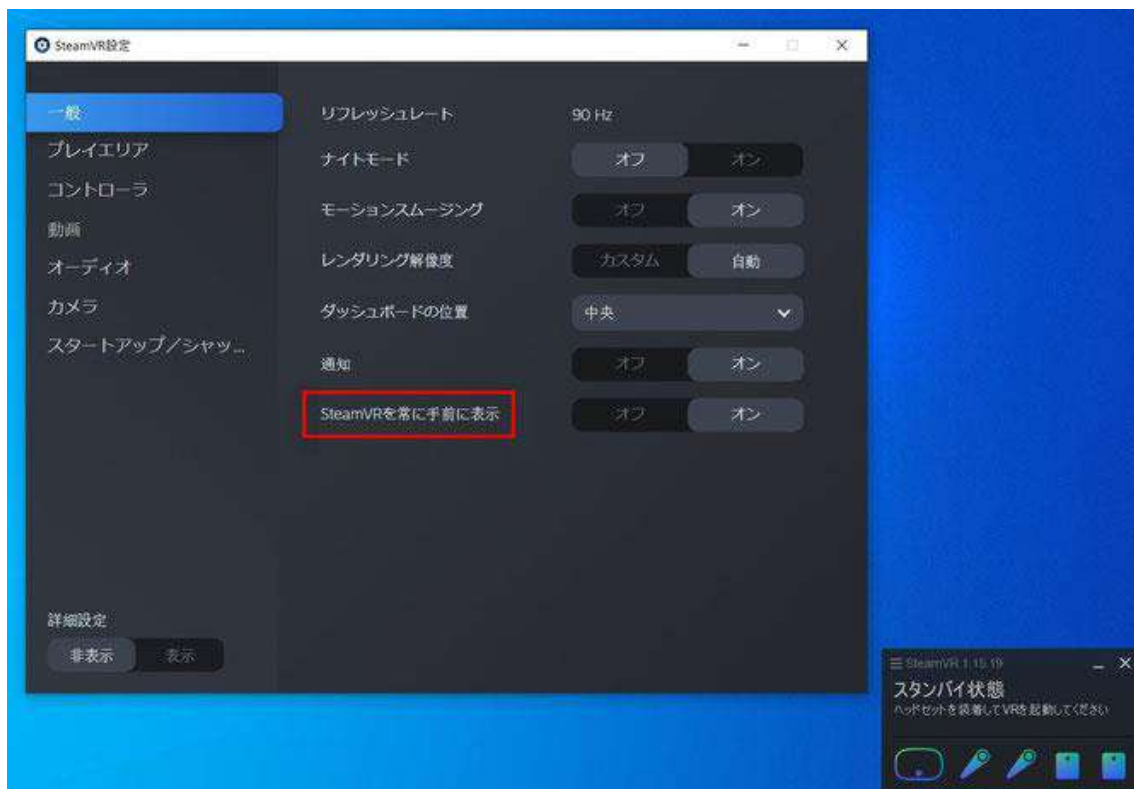 SteamVR設定
一般
プレイエリア
コントローラ
動画
オーディオ
カメラ
スタートアップ／シャッ...
詳細設定
非表示 表示
リフレッシュレート 90 Hz
ナイトモード オフ オン
モーションスムージング オフ オン
レンダリング解像度 カスタム 自動
ダッシュボードの位置 中央
通知 オフ オン
SteamVRを常に手前に表示 オフ オン
SteamVR 1.15.19
スタンバイ状態
ヘッドセットを装着してVRを起動してください